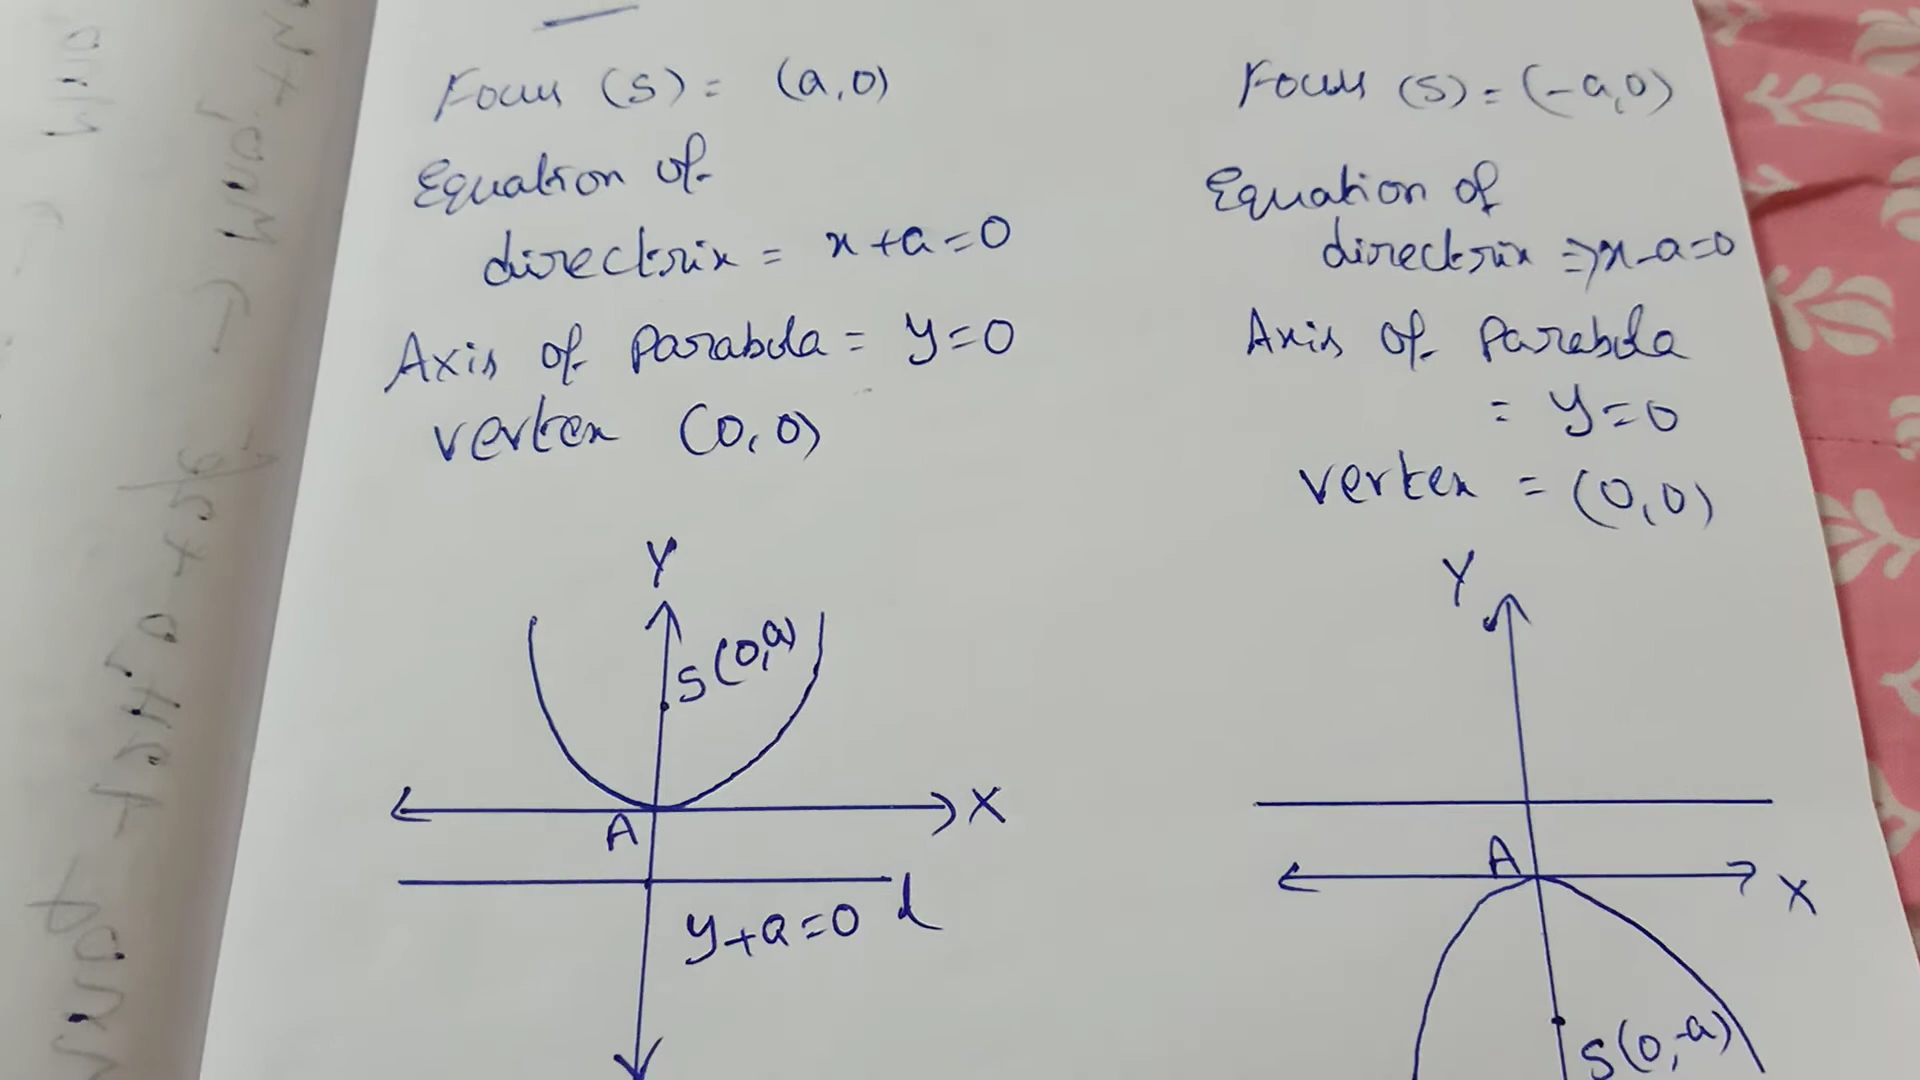 Focus (S) = (a,0)
Equation of
directrix = x+a=0
Axis of parabola = y=0
vertex (0,0)
Y
S(0,a)
X
A
y+a=0
l
Focus (S) = (-a,0)
Equation of
directrix => x-a=0
Axis of parabola
= y=0
vertex = (0,0)
Y
A
X
S(0,-a)